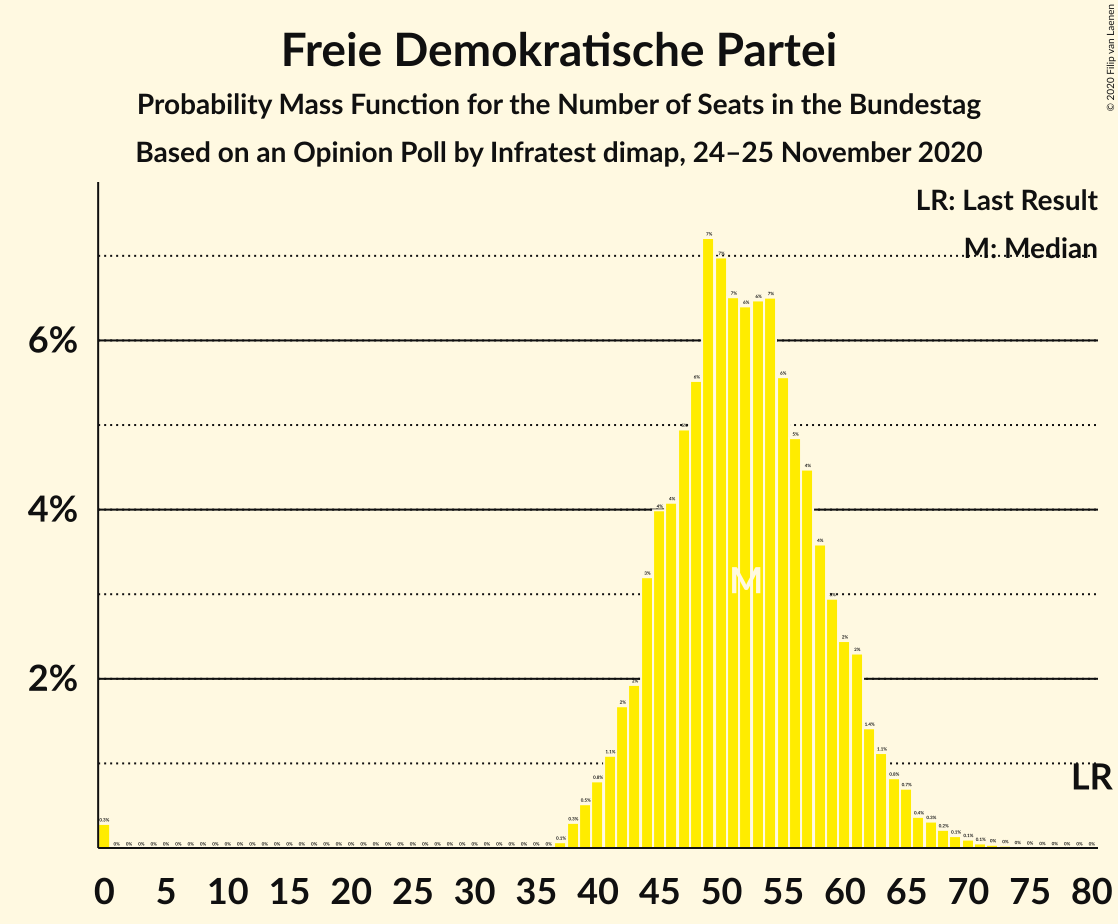 Freie Demokratische Partei
Probability Mass Function for the Number of Seats in the Bundestag
Based on an Opinion Poll by Infratest dimap, 24–25 November 2020
© 2020 Filip van Laenen
LR: Last Result
M: Median
6%
4%
2%
M
LR
0 5 10 15 20 25 30 35 40 45 50 55 60 65 70 75 80